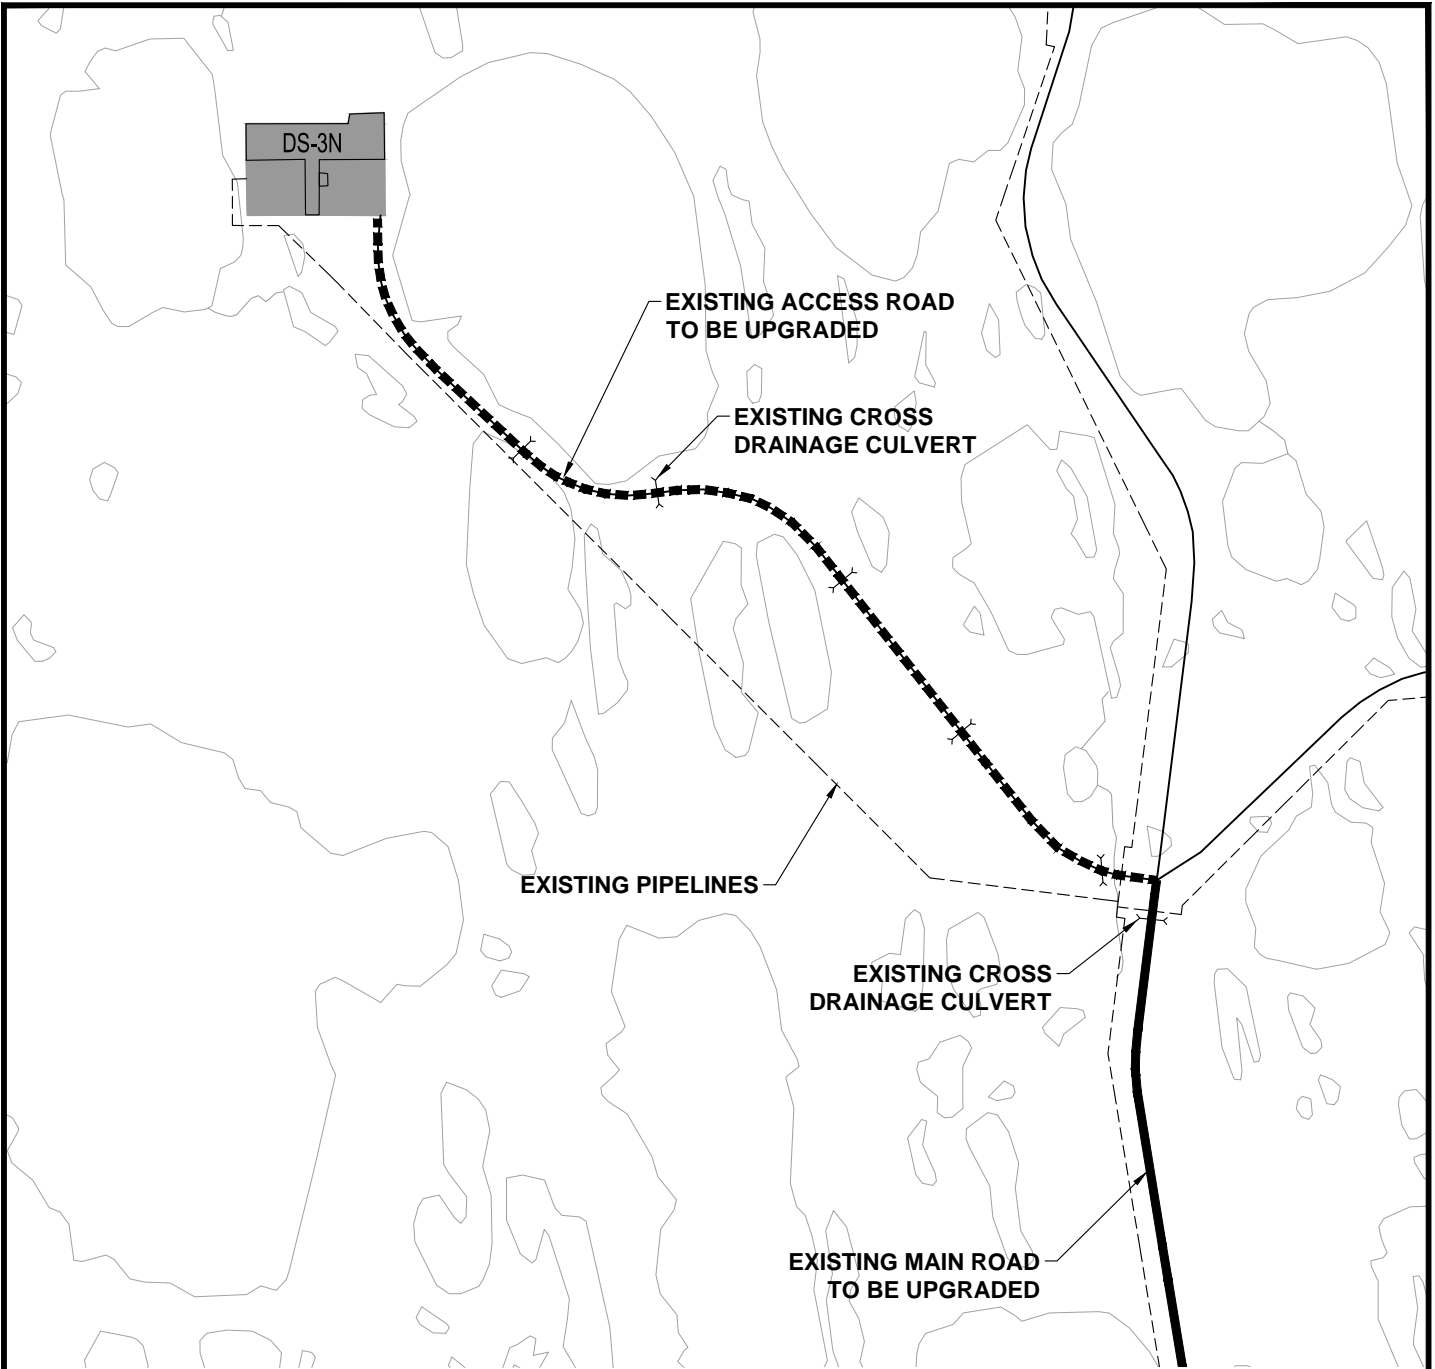 DS-3N
EXISTING ACCESS ROAD
TO BE UPGRADED
EXISTING CROSS
DRAINAGE CULVERT
EXISTING PIPELINES
EXISTING CROSS
DRAINAGE CULVERT
EXISTING MAIN ROAD
TO BE UPGRADED